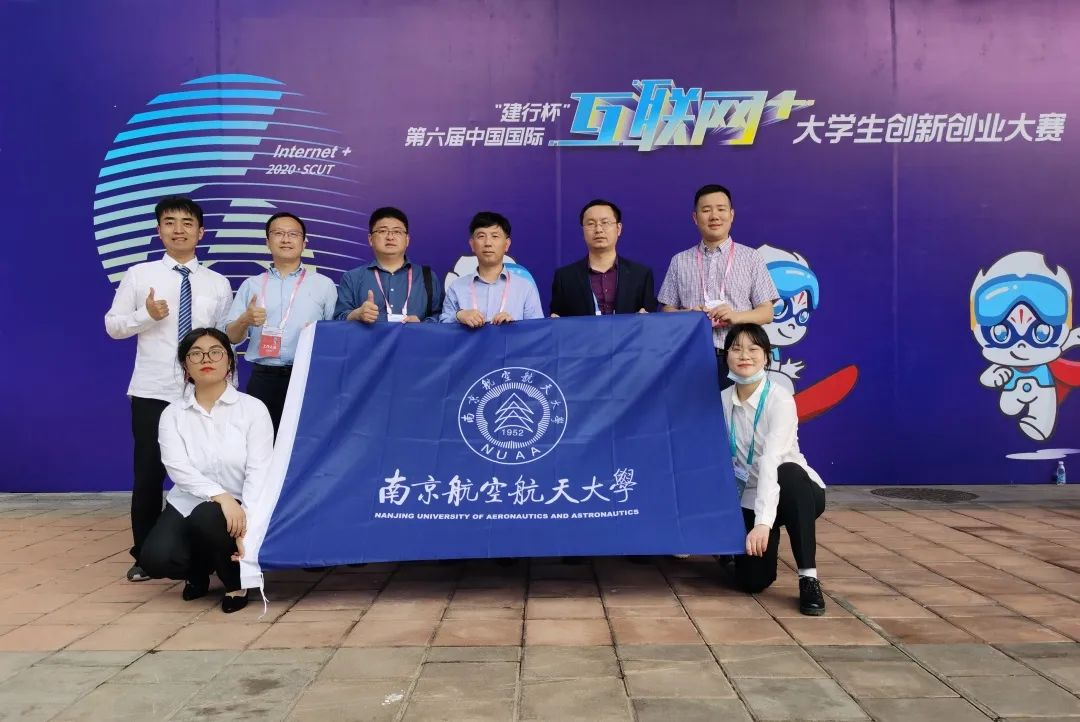 "建行杯"
第六届中国国际
互联网+
大学生创新创业大赛
Internet +
2020·SCUT
南京航空航天大學
1952
NUAA
南京航空航天大學
NANJING UNIVERSITY OF AERONAUTICS AND ASTRONAUTICS